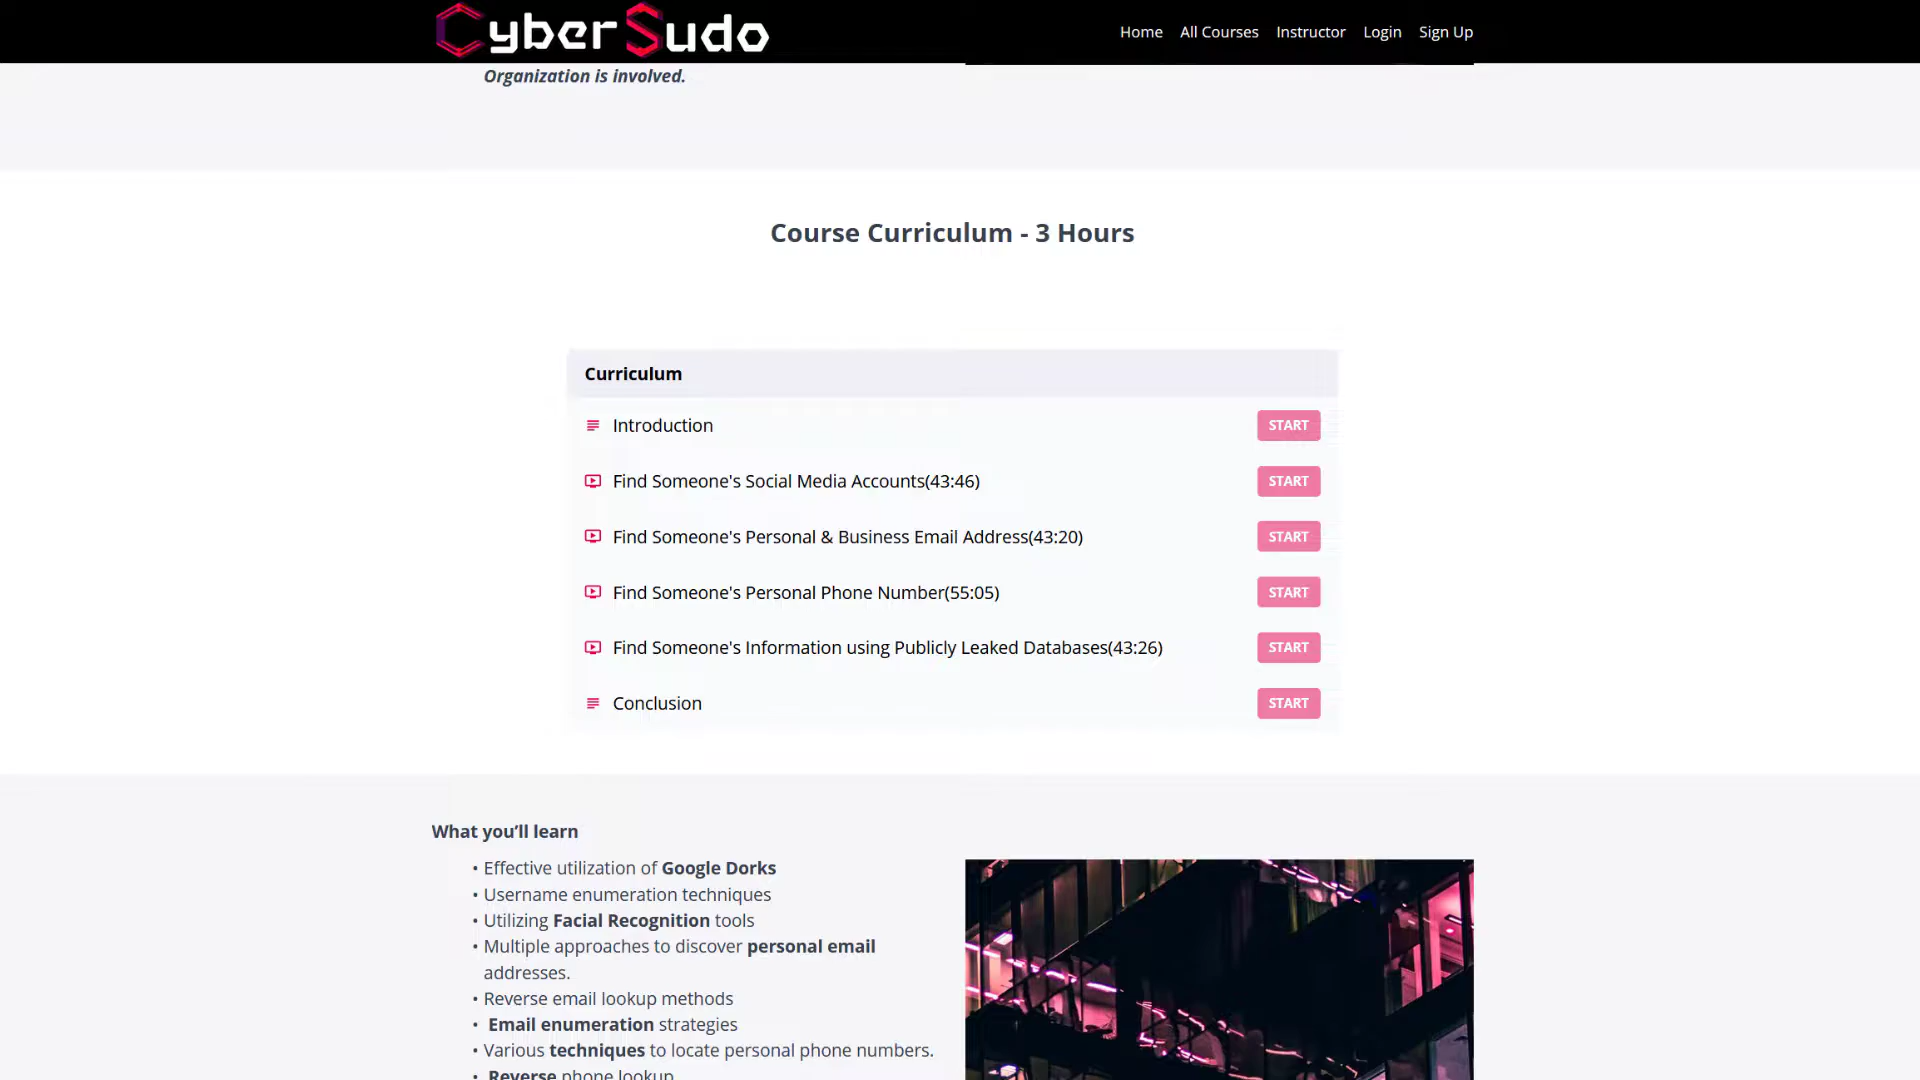 CyberSudo
Home All Courses Instructor Login Sign Up
Organization is involved.
Course Curriculum - 3 Hours
Curriculum
Introduction START
Find Someone's Social Media Accounts(43:46) START
Find Someone's Personal & Business Email Address(43:20) START
Find Someone's Personal Phone Number(55:05) START
Find Someone's Information using Publicly Leaked Databases(43:26) START
Conclusion START
What you’ll learn
• Effective utilization of Google Dorks
• Username enumeration techniques
• Utilizing Facial Recognition tools
• Multiple approaches to discover personal email
addresses.
• Reverse email lookup methods
• Email enumeration strategies
• Various techniques to locate personal phone numbers.
• Reverse phone lookup